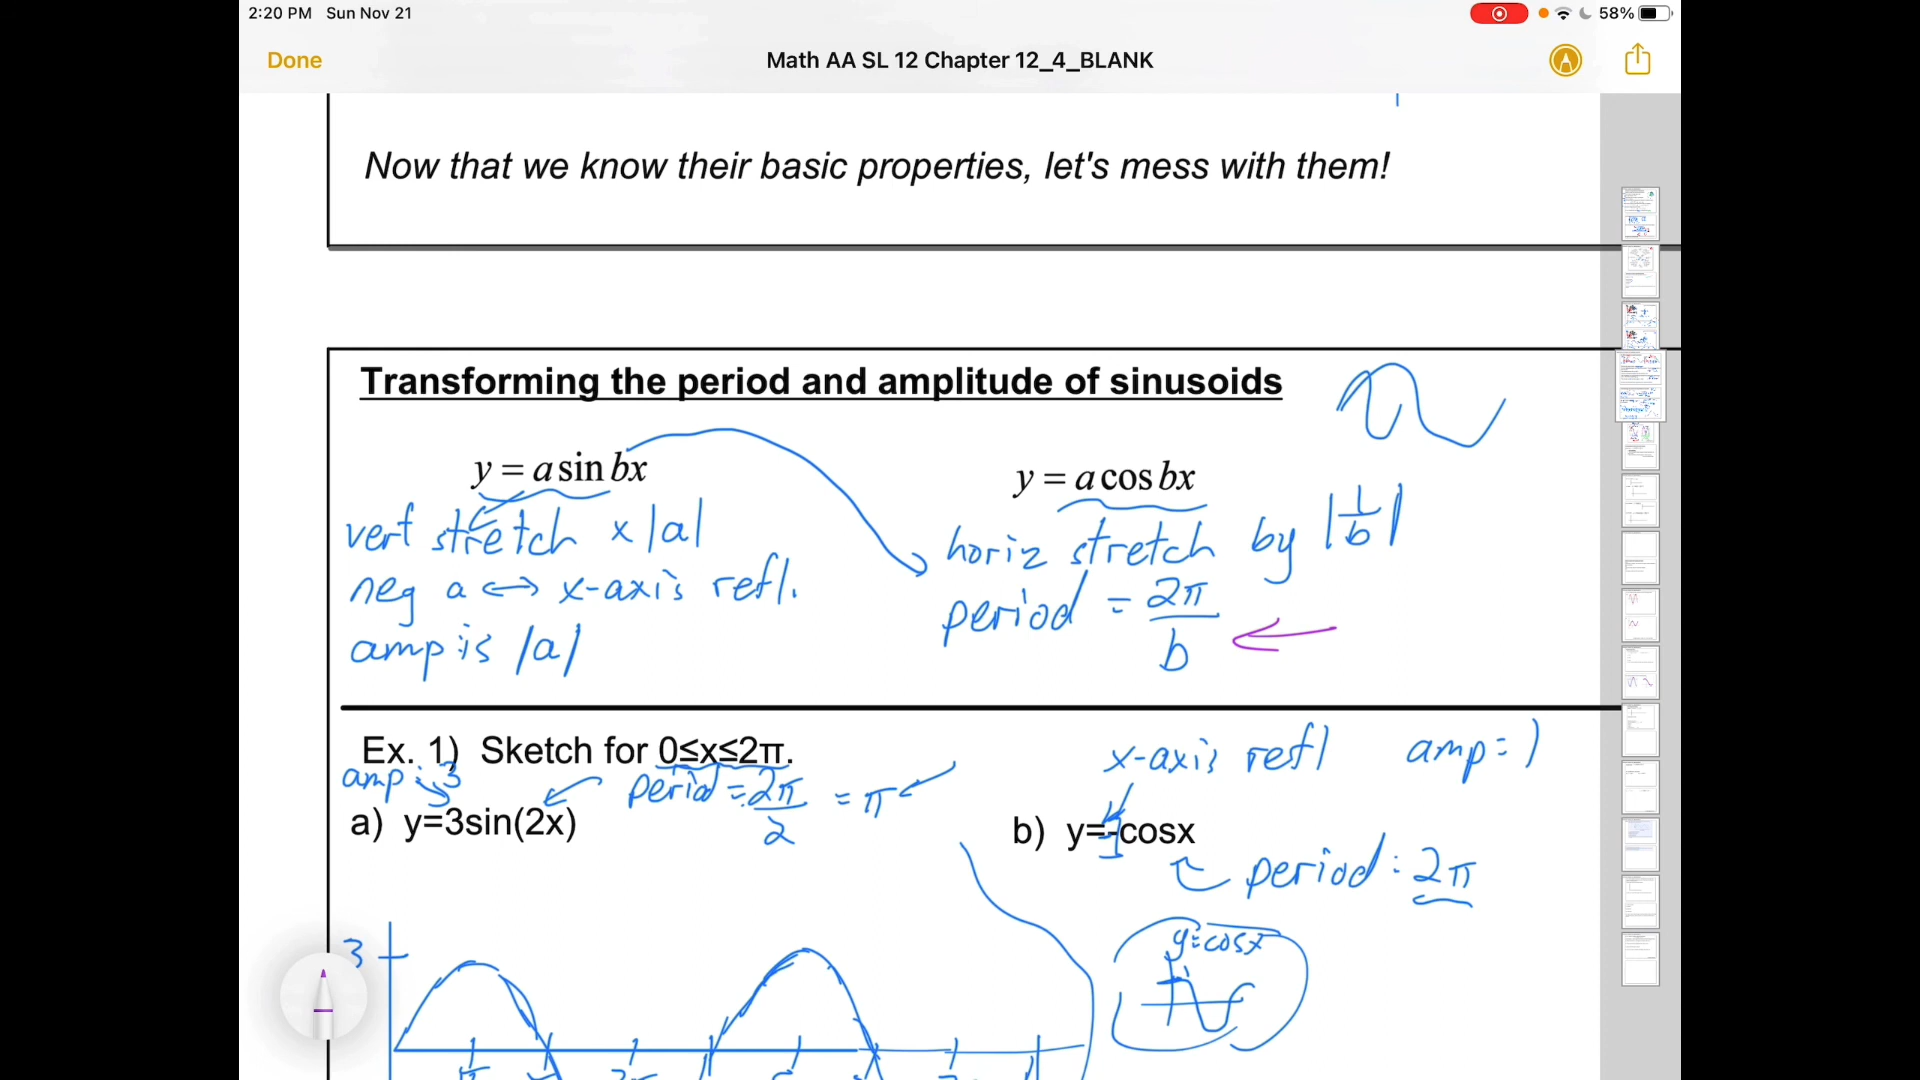 2:20 PM Sun Nov 21
58%
Done
Math AA SL 12 Chapter 12_4_BLANK
Now that we know their basic properties, let's mess with them!
Transforming the period and amplitude of sinusoids
y = a sin bx
y = a cos bx
vert stretch x |a|
neg a ↔ x-axis refl.
amp is |a|
horiz stretch by |1/b|
period = 2π/b
Ex. 1) Sketch for 0≤x≤2π.
amp: 3
period = 2π/2 = π
a) y=3sin(2x)
x-axis refl
amp = 1
b) y=-1cosx
period: 2π
y=cosx
3